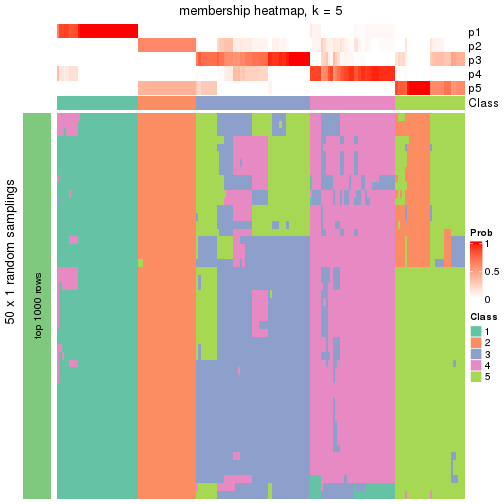 membership heatmap, k = 5
p1
p2
p3
p4
p5
Class
50 x 1 random samplings
top 1000 rows
Prob
1
0.5
0
Class
1
2
3
4
5